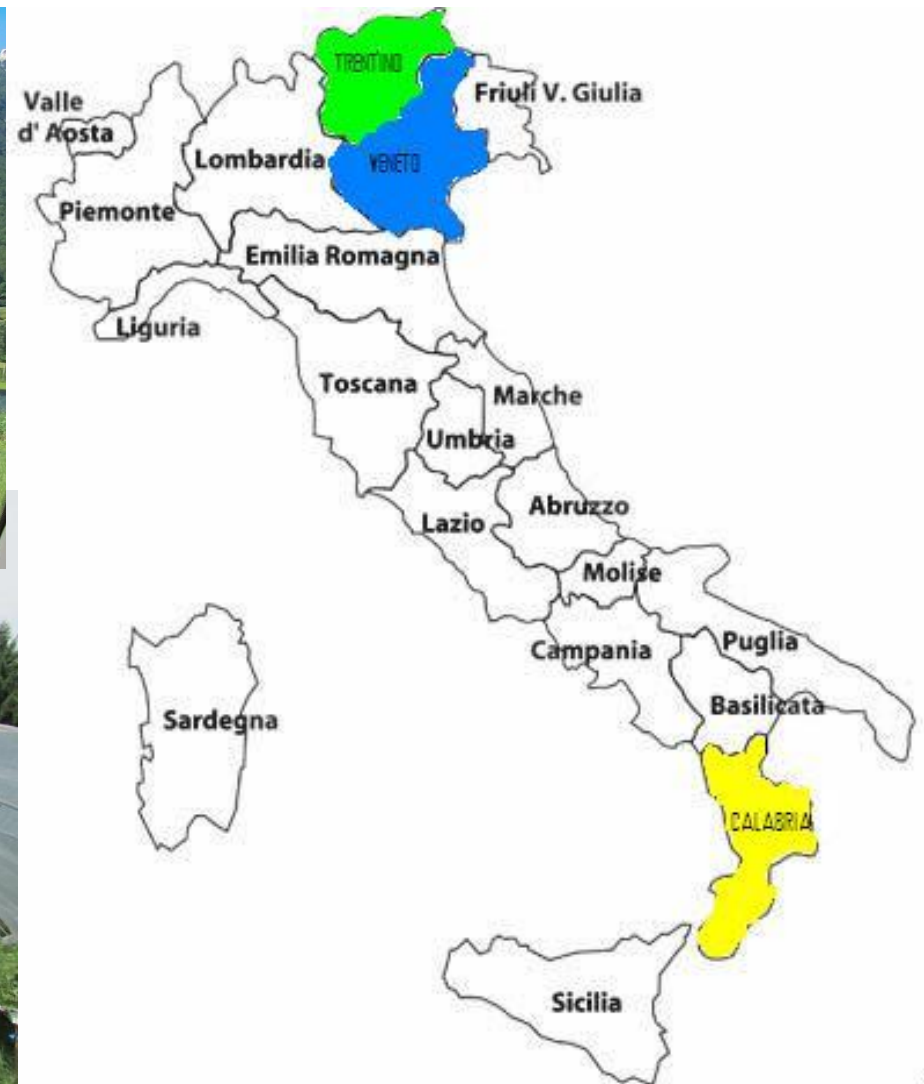 TRENTINO
Friuli V. Giulia
Valle
d' Aosta
Lombardia
VENETO
Piemonte
Emilia Romagna
Liguria
Toscana
Marche
Umbria
Abruzzo
Lazio
Molise
Campania
Puglia
Basilicata
Sardegna
CALABRIA
Sicilia